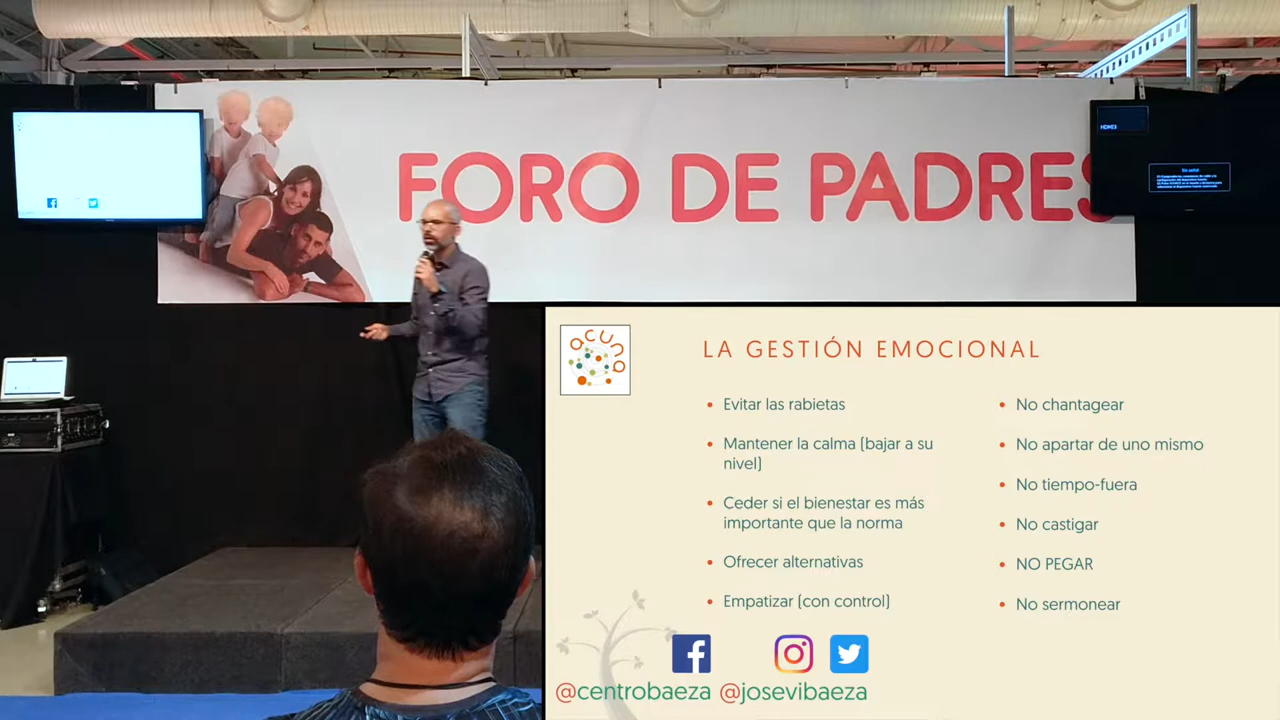 FORO DE PADRES
HDMI3
acuna
LA GESTIÓN EMOCIONAL
• Evitar las rabietas
• Mantener la calma (bajar a su
nivel)
• Ceder si el bienestar es más
importante que la norma
• Ofrecer alternativas
• Empatizar (con control)
• No chantagear
• No apartar de uno mismo
• No tiempo-fuera
• No castigar
• NO PEGAR
• No sermonear
@centrobaeza @josevibaeza